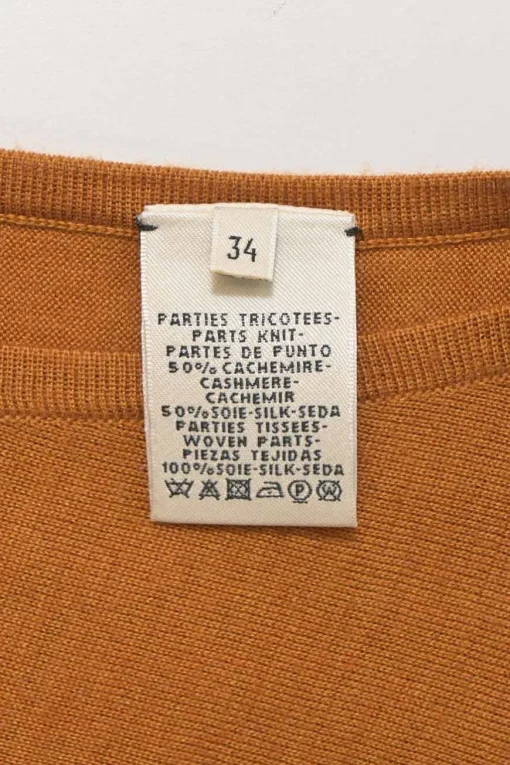 34
PARTIES TRICOTEES-
PARTS KNIT-
PARTES DE PUNTO
50% CACHEMIRE-
CASHMERE-
CACHEMIR
50%SOIE-SILK-SEDA
PARTIES TISSEES-
WOVEN PARTS-
PIEZAS TEJIDAS
100%SOIE-SILK-SEDA
P W